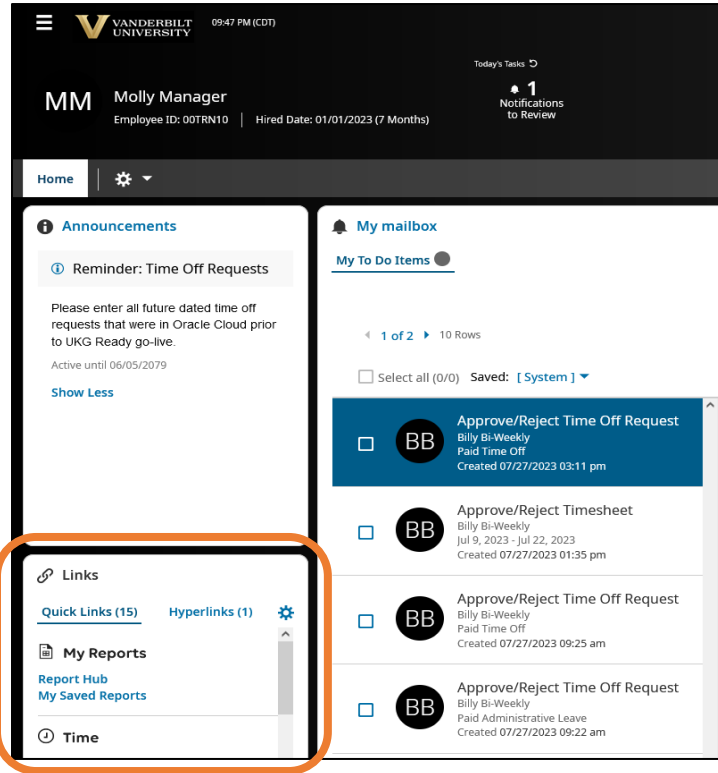 VANDERBILT
UNIVERSITY
09:47 PM (CDT)
MM
Molly Manager
Employee ID: 00TRN10 | Hired Date: 01/01/2023 (7 Months)
Today's Tasks
1
Notifications
to Review
Home
Announcements
Reminder: Time Off Requests
Please enter all future dated time off
requests that were in Oracle Cloud prior
to UKG Ready go-live.
Active until 06/05/2079
Show Less
Links
Quick Links (15) Hyperlinks (1)
My Reports
Report Hub
My Saved Reports
Time
My mailbox
My To Do Items
1 of 2 10 Rows
Select all (0/0) Saved: [ System ]
BB
Approve/Reject Time Off Request
Billy Bi-Weekly
Paid Time Off
Created 07/27/2023 03:11 pm
BB
Approve/Reject Timesheet
Billy Bi-Weekly
Jul 9, 2023 - Jul 22, 2023
Created 07/27/2023 01:35 pm
BB
Approve/Reject Time Off Request
Billy Bi-Weekly
Paid Time Off
Created 07/27/2023 09:25 am
BB
Approve/Reject Time Off Request
Billy Bi-Weekly
Paid Administrative Leave
Created 07/27/2023 09:22 am